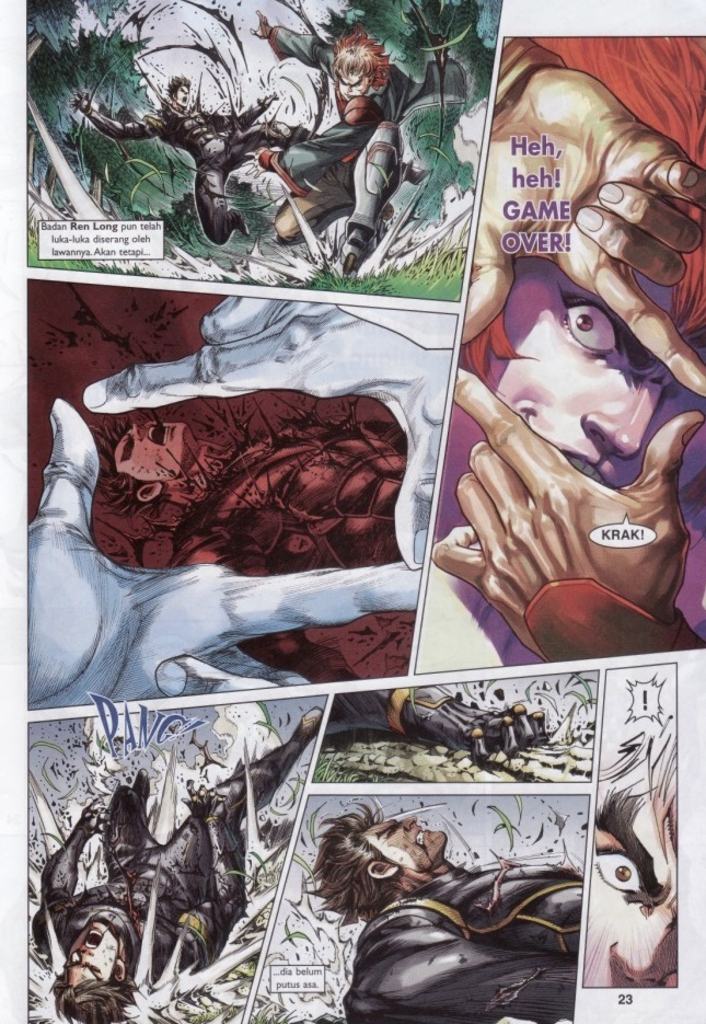 Badan Ren Long pun telah
luka-luka diserang oleh
lawannya. Akan tetapi...
Heh,
heh!
GAME
OVER!
KRAK!
PANG
!
...dia belum
putus asa.
23